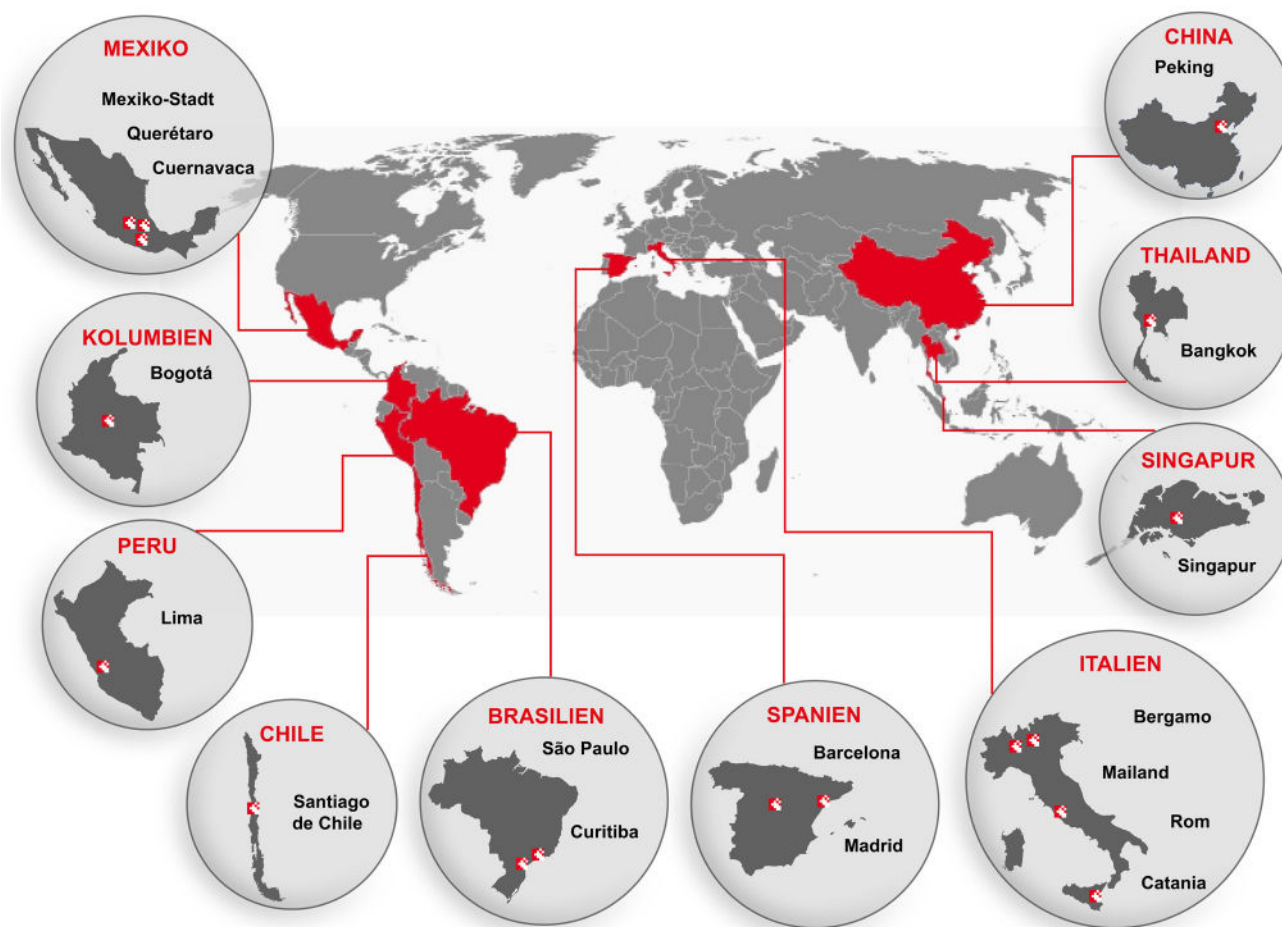 MEXIKO
Mexiko-Stadt
Querétaro
Cuernavaca
CHINA
Peking
THAILAND
Bangkok
KOLUMBIEN
Bogotá
SINGAPUR
Singapur
PERU
Lima
CHILE
Santiago
de Chile
BRASILIEN
São Paulo
Curitiba
SPANIEN
Barcelona
Madrid
ITALIEN
Bergamo
Mailand
Rom
Catania